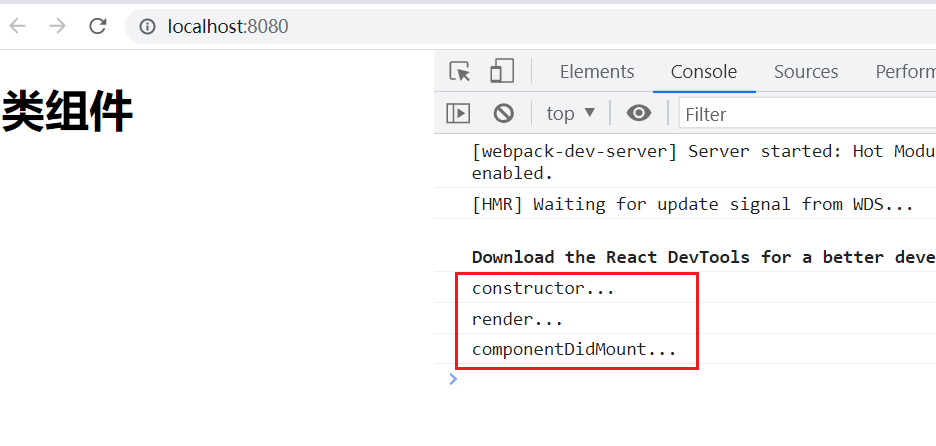 localhost:8080
类组件
Elements Console Sources Perform
top ▼ Filter
[webpack-dev-server] Server started: Hot Modu
enabled.
[HMR] Waiting for update signal from WDS...
Download the React DevTools for a better deve
constructor...
render...
componentDidMount...